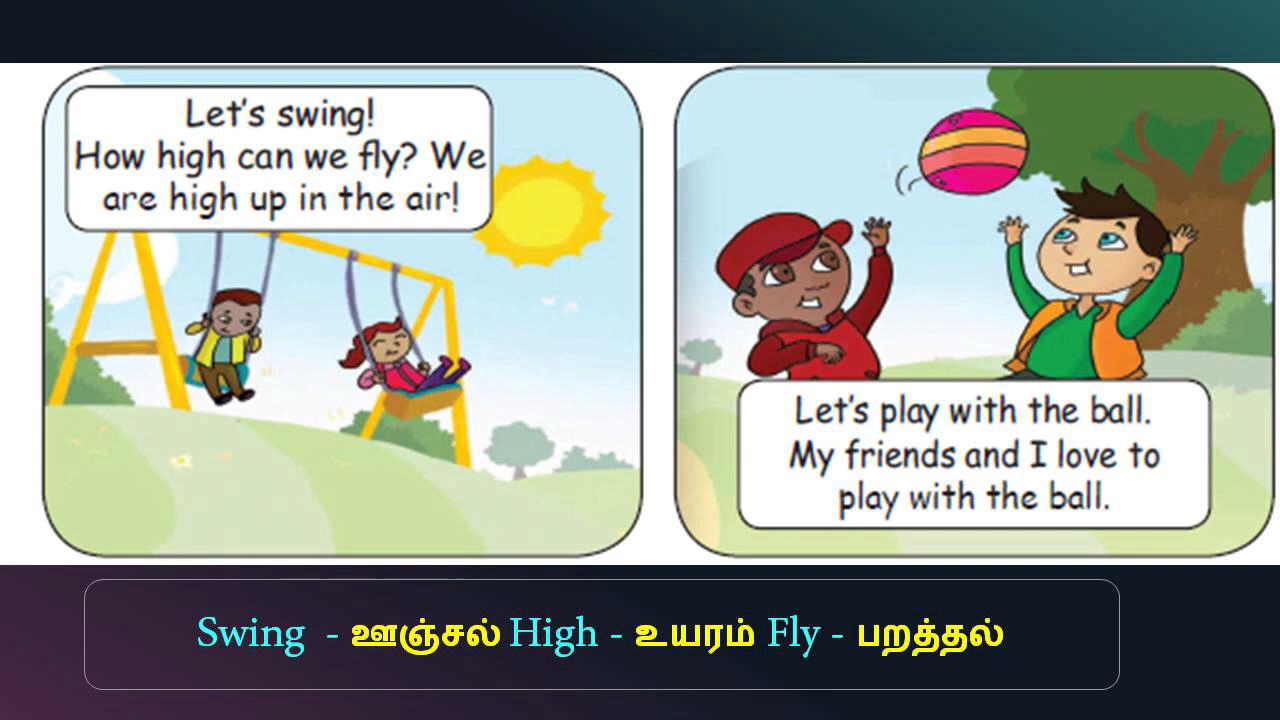 Let's swing!
How high can we fly? We
are high up in the air!
Let's play with the ball.
My friends and I love to
play with the ball.
Swing - ஊஞ்சல் High - உயரம் Fly - பறத்தல்